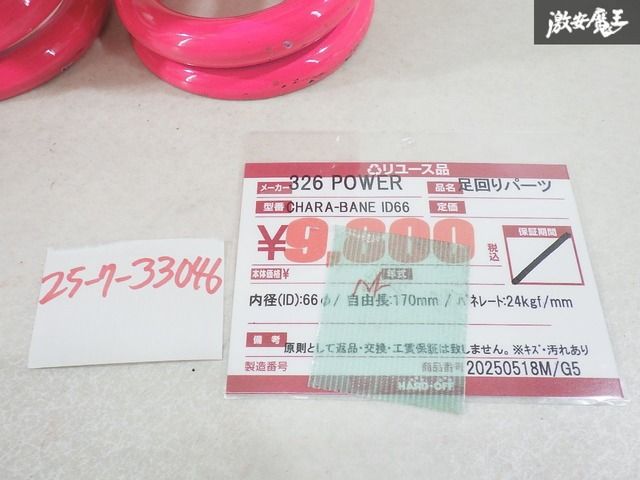 激安魔王
リユース品
メーカー 326 POWER 品名 足回りパーツ
型番 CHARA-BANE ID66 定価
¥9,000 税込 保証期間
本体価格¥ 年式
内径(ID):66φ/ 自由長:170mm / バネレート:24kgf/mm
備考 原則として返品・交換・工賃保証は致しません。※キズ・汚れあり
製造番号 商品番号 20250518M/G5
HARD-OFF
25-7-33046